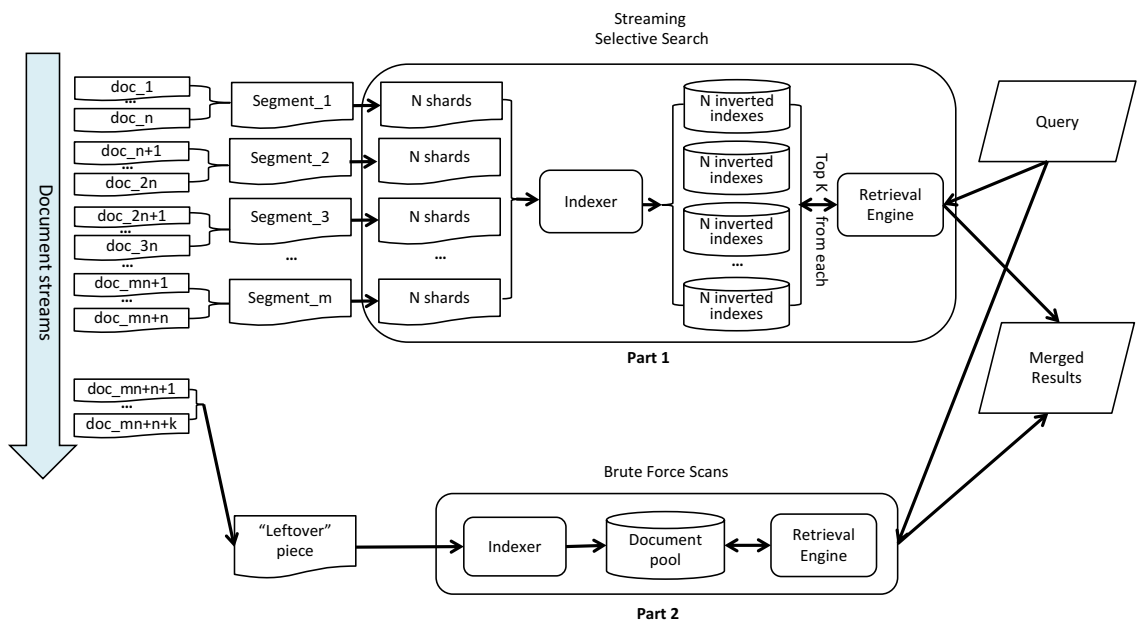 Streaming
Selective Search
Document streams
doc_1
...
doc_n
doc_n+1
...
doc_2n
doc_2n+1
...
doc_3n
...
doc_mn+1
...
doc_mn+n
doc_mn+n+1
...
doc_mn+n+k
Segment_1
Segment_2
Segment_3
...
Segment_m
N shards
N shards
N shards
...
N shards
Indexer
N inverted
indexes
N inverted
indexes
N inverted
indexes
...
N inverted
indexes
Top K from each
Retrieval
Engine
Part 1
Query
Merged
Results
Brute Force Scans
"Leftover"
piece
Indexer
Document
pool
Retrieval
Engine
Part 2